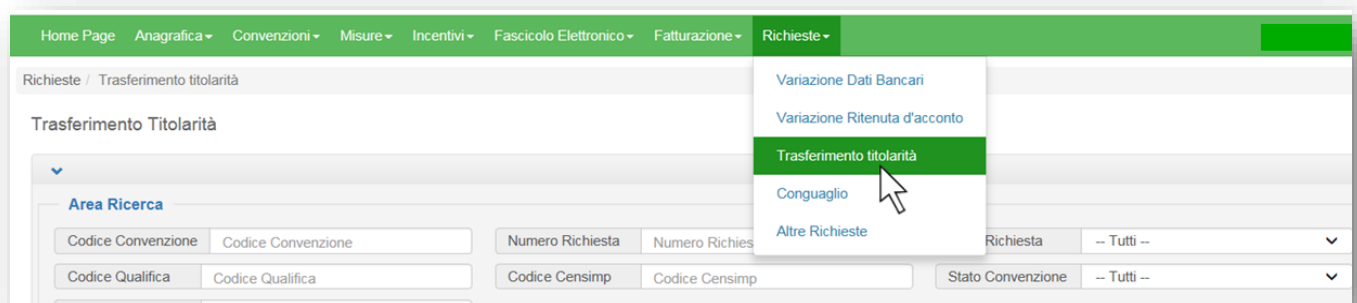 Home Page Anagrafica Convenzioni Misure Incentivi Fascicolo Elettronico Fatturazione Richieste
Richieste / Trasferimento titolarità
Variazione Dati Bancari
Variazione Ritenuta d'acconto
Trasferimento titolarità
Conguaglio
Altre Richieste
Trasferimento Titolarità
Area Ricerca
Codice Convenzione Codice Convenzione Numero Richiesta Numero Richies Richiesta -- Tutti --
Codice Qualifica Codice Qualifica Codice Censimp Codice Censimp Stato Convenzione -- Tutti --